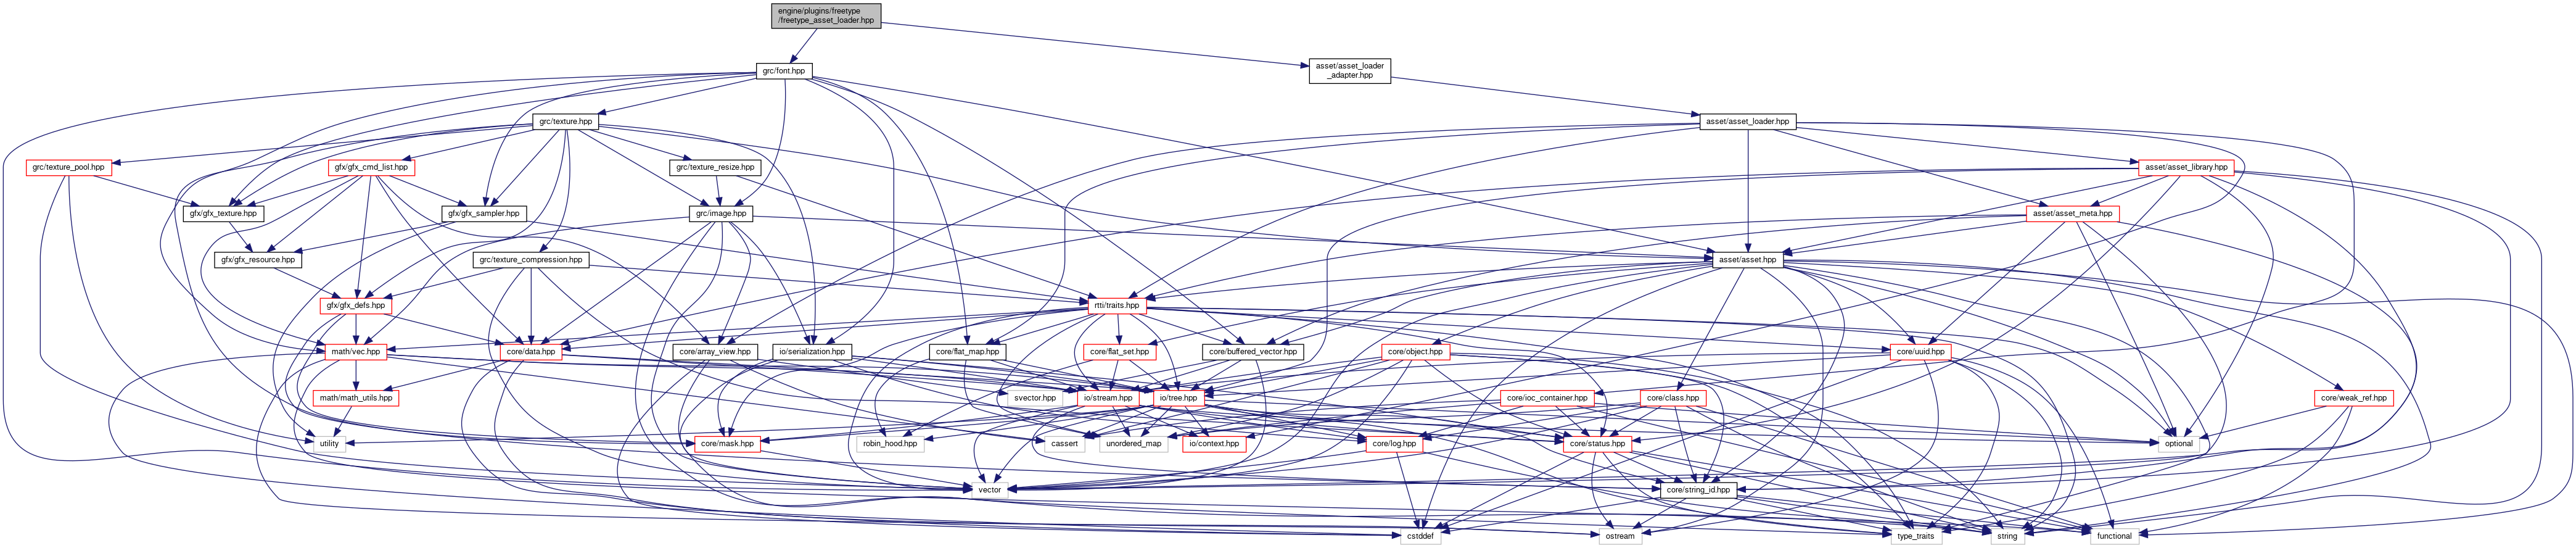 engine/plugins/freetype
/freetype_asset_loader.hpp
grc/font.hpp
asset/asset_loader
_adapter.hpp
grc/texture.hpp
asset/asset_loader.hpp
grc/texture_pool.hpp
gfx/gfx_cmd_list.hpp
grc/texture_resize.hpp
asset/asset_library.hpp
gfx/gfx_texture.hpp
gfx/gfx_sampler.hpp
grc/image.hpp
asset/asset_meta.hpp
gfx/gfx_resource.hpp
grc/texture_compression.hpp
asset/asset.hpp
gfx/gfx_defs.hpp
rtti/traits.hpp
math/vec.hpp
core/data.hpp
core/array_view.hpp
io/serialization.hpp
core/flat_map.hpp
core/flat_set.hpp
core/buffered_vector.hpp
core/object.hpp
core/uuid.hpp
math/math_utils.hpp
svector.hpp
io/stream.hpp
io/tree.hpp
core/ioc_container.hpp
core/class.hpp
core/weak_ref.hpp
utility
core/mask.hpp
robin_hood.hpp
cassert
unordered_map
io/context.hpp
core/log.hpp
core/status.hpp
optional
vector
core/string_id.hpp
cstddef
ostream
type_traits
string
functional